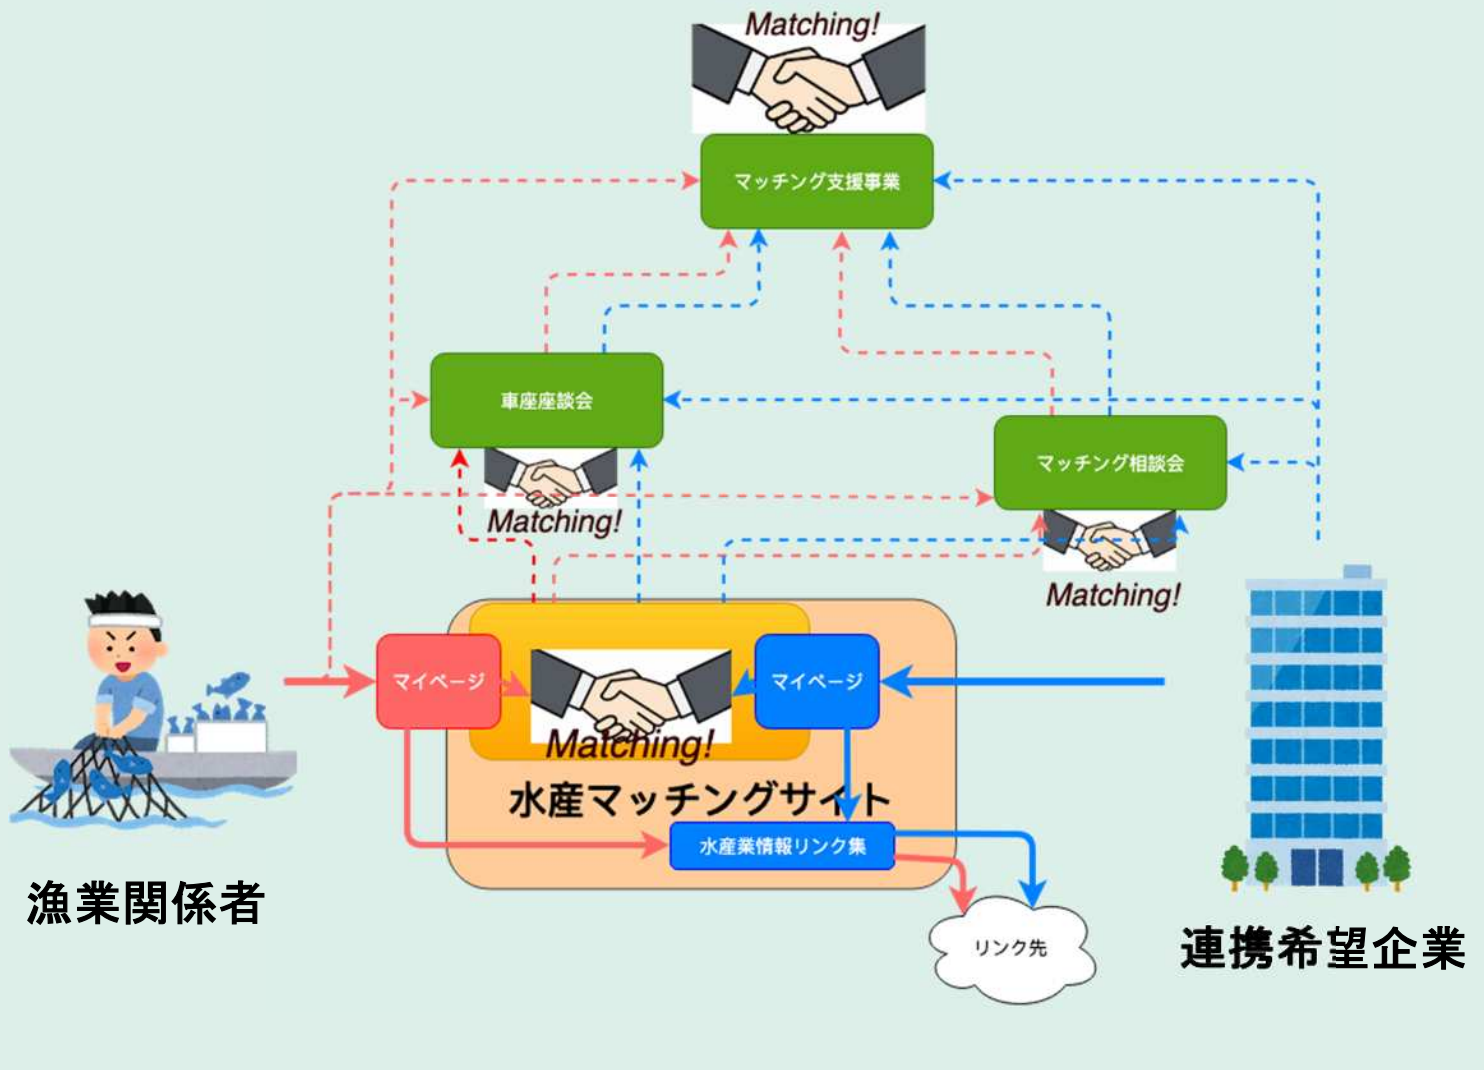 Matching!
マッチング支援事業
車座座談会
マッチング相談会
Matching!
Matching!
マイページ
マイページ
Matching!
水産マッチングサイト
水産業情報リンク集
漁業関係者
リンク先
連携希望企業